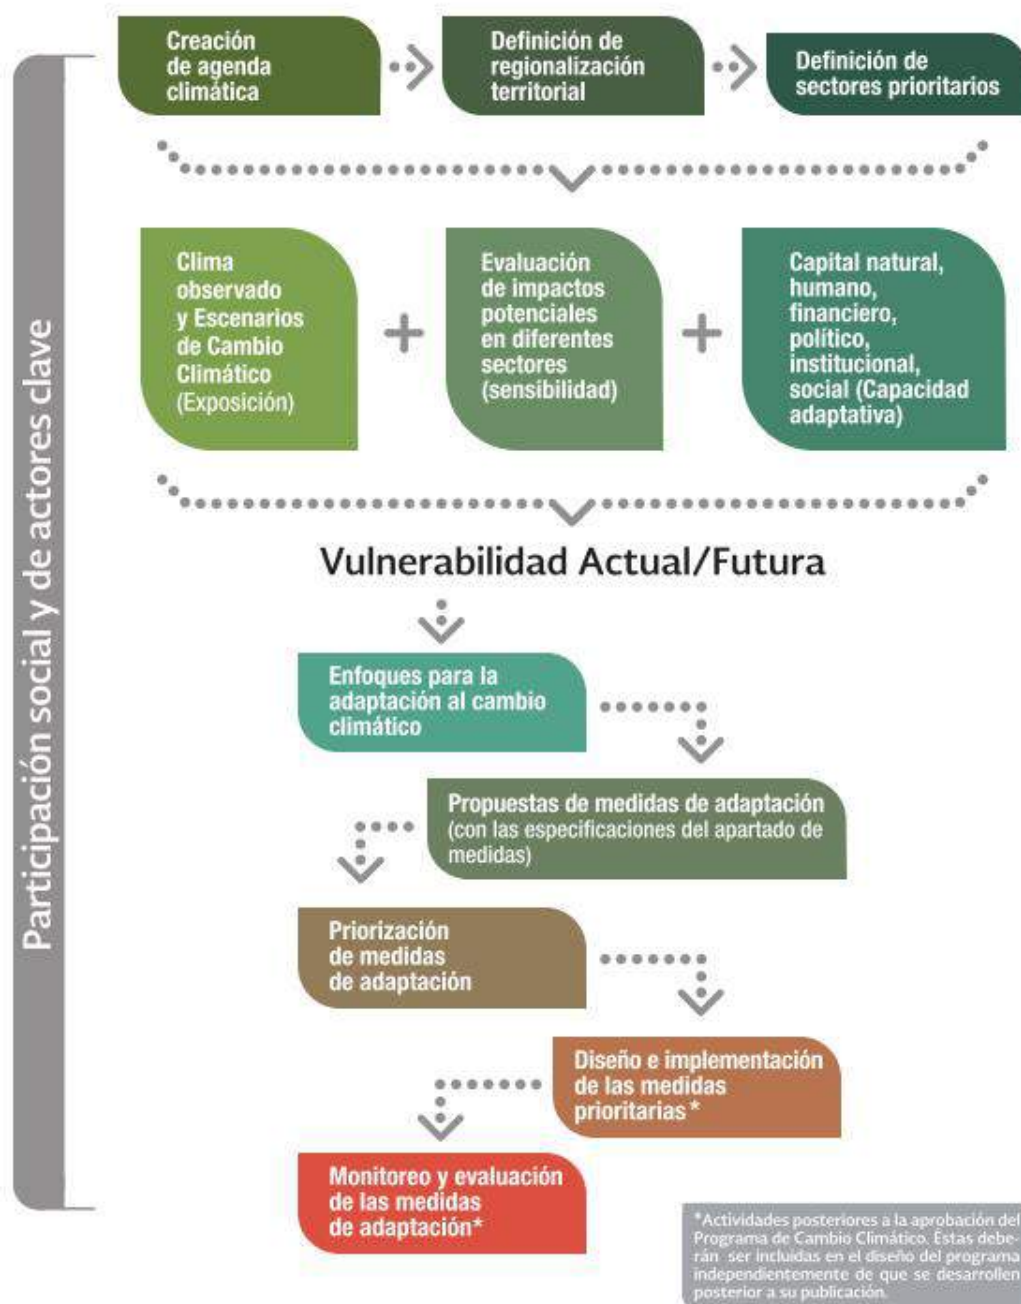 Participación social y de actores clave
Creación
de agenda
climática
Definición de
regionalización
territorial
Definición de
sectores prioritarios
Clima
observado
y Escenarios
de Cambio
Climático
(Exposición)
Evaluación
de impactos
potenciales
en diferentes
sectores
(sensibilidad)
Capital natural,
humano,
financiero,
político,
institucional,
social (Capacidad
adaptativa)
Vulnerabilidad Actual/Futura
Enfoques para la
adaptación al cambio
climático
Propuestas de medidas de adaptación
(con las especificaciones del apartado de
medidas)
Priorización
de medidas
de adaptación
Diseño e implementación
de las medidas
prioritarias*
Monitoreo y evaluación
de las medidas
de adaptación*
*Actividades posteriores a la aprobación del
Programa de Cambio Climático. Éstas debe-
rán ser incluidas en el diseño del programa
independientemente de que se desarrollen
posterior a su publicación.